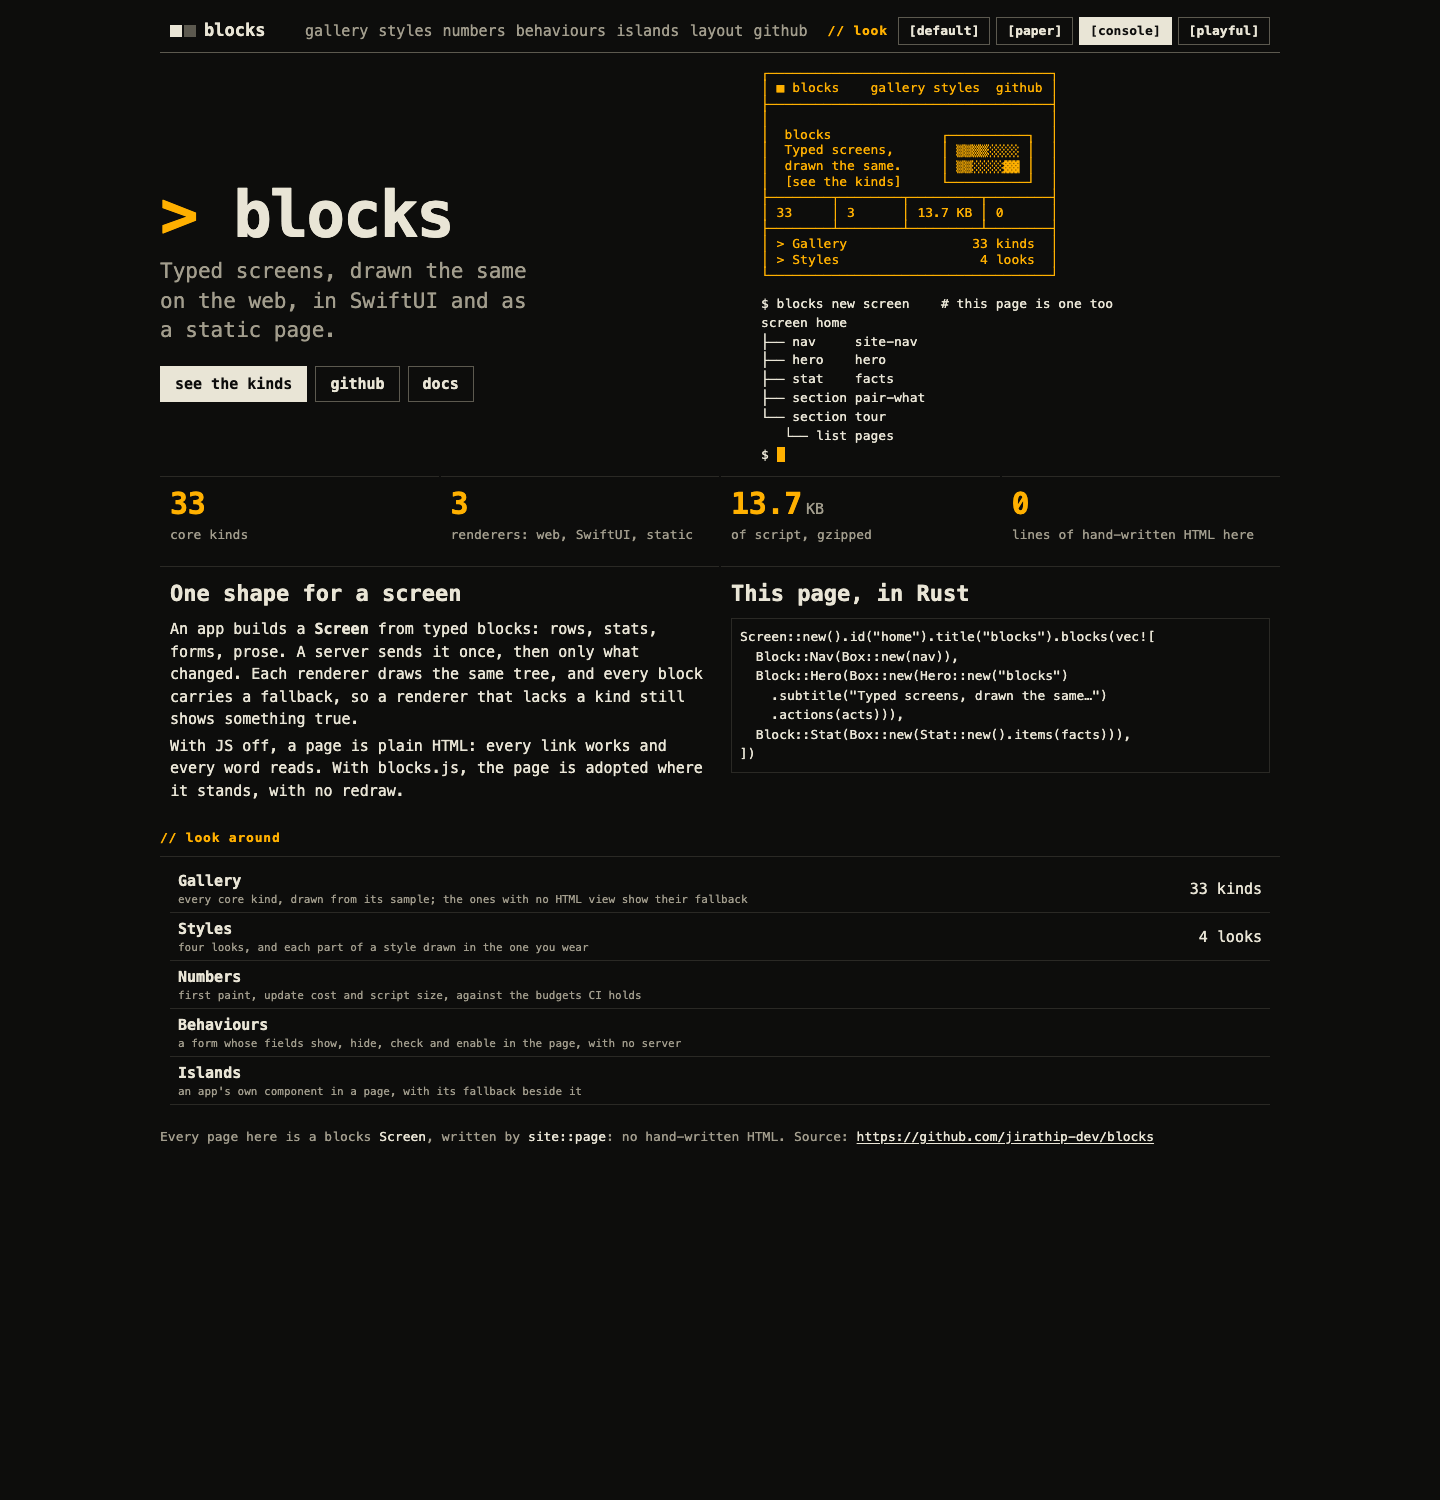 blocks gallery styles numbers behaviours islands layout github // look [default] [paper] [console] [playful]
■ blocks gallery styles github
blocks
Typed screens,
drawn the same.
[see the kinds]
33 3 13.7 KB 0
> Gallery 33 kinds
> Styles 4 looks
> blocks
Typed screens, drawn the same
on the web, in SwiftUI and as
a static page.
see the kinds github docs
$ blocks new screen # this page is one too
screen home
├── nav site-nav
├── hero hero
├── stat facts
├── section pair-what
└── section tour
└── list pages
$
33
core kinds
3
renderers: web, SwiftUI, static
13.7 KB
of script, gzipped
0
lines of hand-written HTML here
One shape for a screen
An app builds a Screen from typed blocks: rows, stats,
forms, prose. A server sends it once, then only what
changed. Each renderer draws the same tree, and every block
carries a fallback, so a renderer that lacks a kind still
shows something true.
With JS off, a page is plain HTML: every link works and
every word reads. With blocks.js, the page is adopted where
it stands, with no redraw.
This page, in Rust
Screen::new().id("home").title("blocks").blocks(vec![
Block::Nav(Box::new(nav)),
Block::Hero(Box::new(Hero::new("blocks")
.subtitle("Typed screens, drawn the same…")
.actions(acts))),
Block::Stat(Box::new(Stat::new().items(facts))),
])
// look around
Gallery 33 kinds
every core kind, drawn from its sample; the ones with no HTML view show their fallback
Styles 4 looks
four looks, and each part of a style drawn in the one you wear
Numbers
first paint, update cost and script size, against the budgets CI holds
Behaviours
a form whose fields show, hide, check and enable in the page, with no server
Islands
an app's own component in a page, with its fallback beside it
Every page here is a blocks Screen, written by site::page: no hand-written HTML. Source: https://github.com/jirathip-dev/blocks